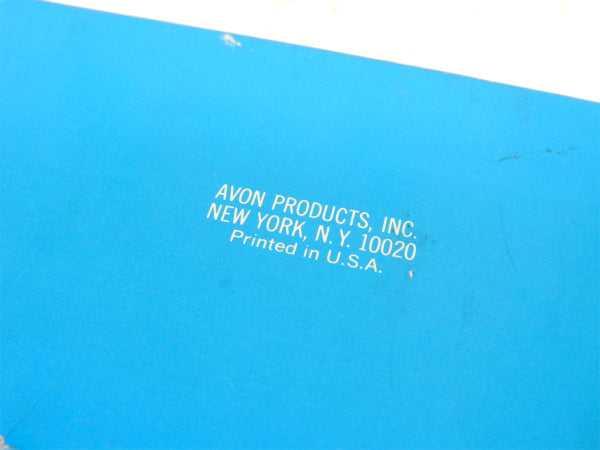 AVON PRODUCTS, INC.
NEW YORK, N.Y. 10020
Printed in U.S.A.